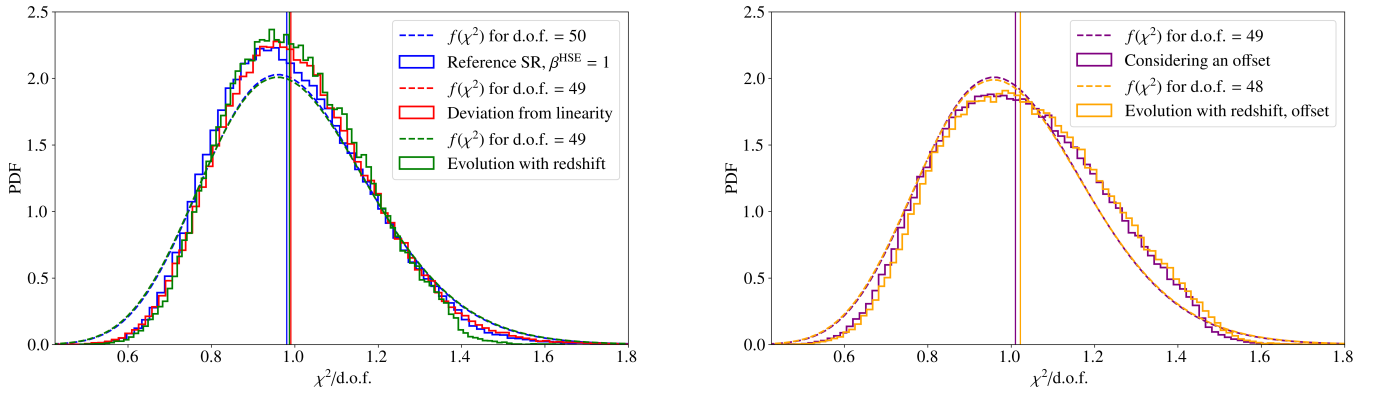 2.5
2.0
1.5
1.0
0.5
0.0
PDF
0.6 0.8 1.0 1.2 1.4 1.6 1.8
χ²/d.o.f.
f(χ²) for d.o.f. = 50
Reference SR, β^HSE = 1
f(χ²) for d.o.f. = 49
Deviation from linearity
f(χ²) for d.o.f. = 49
Evolution with redshift
2.5
2.0
1.5
1.0
0.5
0.0
PDF
0.6 0.8 1.0 1.2 1.4 1.6 1.8
χ²/d.o.f.
f(χ²) for d.o.f. = 49
Considering an offset
f(χ²) for d.o.f. = 48
Evolution with redshift, offset